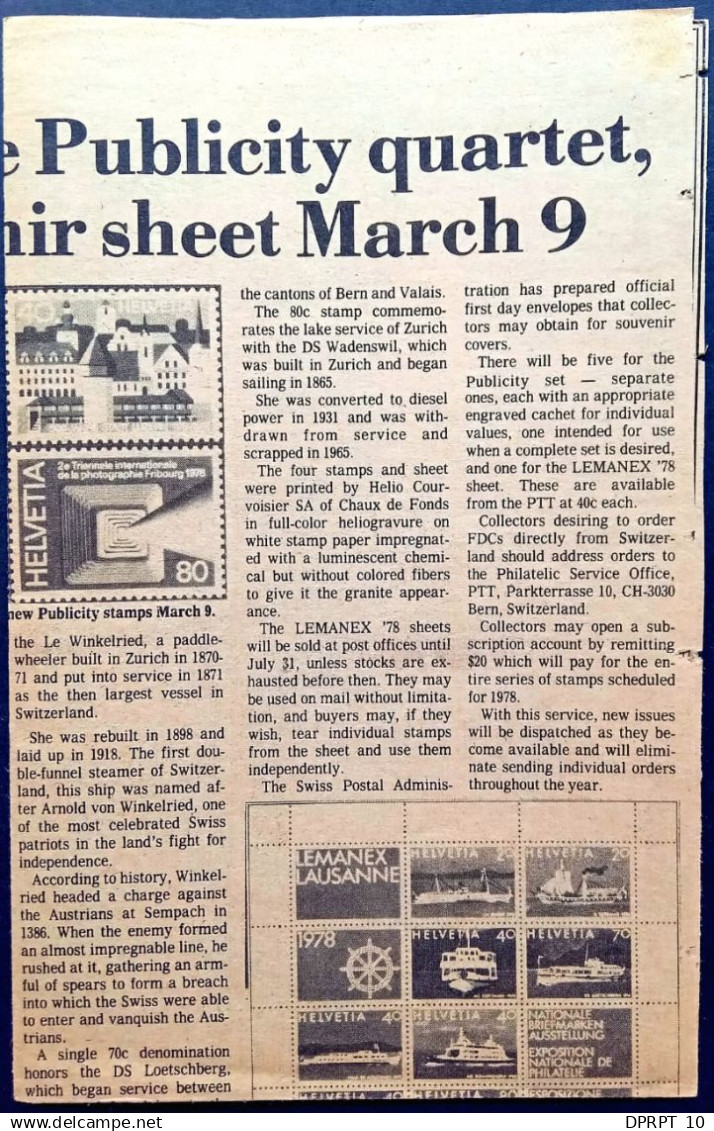 e Publicity quartet,
nir sheet March 9
2e Triennale internationale
de la photographie Fribourg 1978
HELVETIA
80
new Publicity stamps March 9.
the Le Winkelried, a paddle-
wheeler built in Zurich in 1870-
71 and put into service in 1871
as the then largest vessel in
Switzerland.
She was rebuilt in 1898 and
laid up in 1918. The first dou-
ble-funnel steamer of Switzer-
land, this ship was named af-
ter Arnold von Winkelried, one
of the most celebrated Swiss
patriots in the land's fight for
independence.
According to history, Winkel-
ried headed a charge against
the Austrians at Sempach in
1386. When the enemy formed
an almost impregnable line, he
rushed at it, gathering an arm-
ful of spears to form a breach
into which the Swiss were able
to enter and vanquish the Aus-
trians.
A single 70c denomination
honors the DS Loetschberg,
which began service between
the cantons of Bern and Valais.
The 80c stamp commemo-
rates the lake service of Zurich
with the DS Wadenswil, which
was built in Zurich and began
sailing in 1865.
She was converted to diesel
power in 1931 and was with-
drawn from service and
scrapped in 1965.
The four stamps and sheet
were printed by Helio Cour-
voisier SA of Chaux de Fonds
in full-color heliogravure on
white stamp paper impregnat-
ed with a luminescent chemi-
cal but without colored fibers
to give it the granite appear-
ance.
The LEMANEX '78 sheets
will be sold at post offices until
July 31, unless stocks are ex-
hausted before then. They may
be used on mail without limita-
tion, and buyers may, if they
wish, tear individual stamps
from the sheet and use them
independently.
The Swiss Postal Adminis-
tration has prepared official
first day envelopes that collec-
tors may obtain for souvenir
covers.
There will be five for the
Publicity set — separate
ones, each with an appropriate
engraved cachet for individual
values, one intended for use
when a complete set is desired,
and one for the LEMANEX '78
sheet. These are available
from the PTT at 40c each.
Collectors desiring to order
FDCs directly from Switzer-
land should address orders to
the Philatelic Service Office,
PTT, Parkterrasse 10, CH-3030
Bern, Switzerland.
Collectors may open a sub-
scription account by remitting
$20 which will pay for the en-
tire series of stamps scheduled
for 1978.
With this service, new issues
will be dispatched as they be-
come available and will elimi-
nate sending individual orders
throughout the year.
LEMANEX
LAUSANNE
HELVETIA 20
HELVETIA 20
1978
HELVETIA 40
HELVETIA 70
HELVETIA 40
HELVETIA 40
NATIONALE
BRIEFMARKEN
AUSSTELLUNG
EXPOSITION
NATIONALE DE
PHILATELIE
HELVETIA 40
HELVETIA 80
ESPOSIZIONE
delcampe.net
DPRPT_10